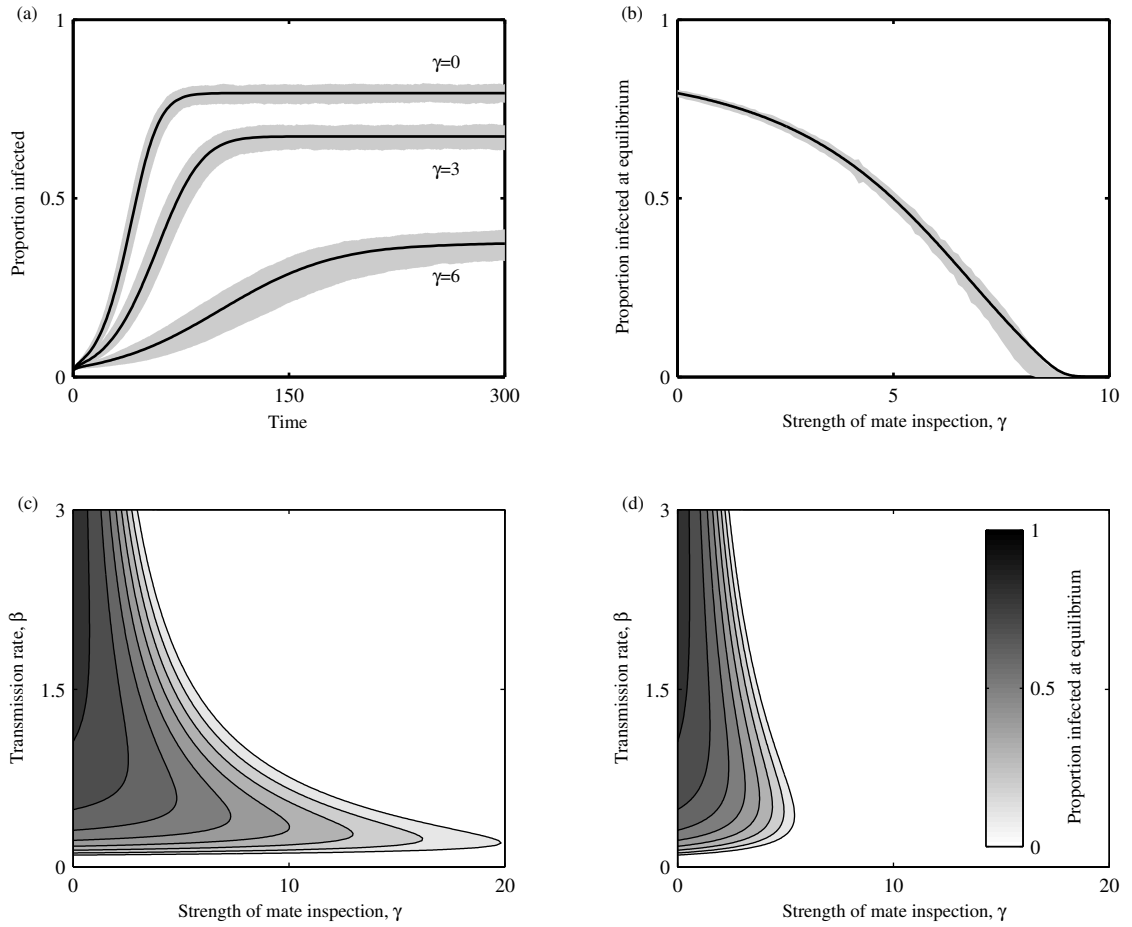 (a)
1
0.5
0
0
150
300
γ=0
γ=3
γ=6
Proportion infected
Time
(b)
1
0.5
0
0
5
10
Proportion infected at equilibrium
Strength of mate inspection, γ
(c)
3
1.5
0
0
10
20
Transmission rate, β
Strength of mate inspection, γ
(d)
3
1.5
0
0
10
20
Transmission rate, β
Strength of mate inspection, γ
1
0.5
0
Proportion infected at equilibrium